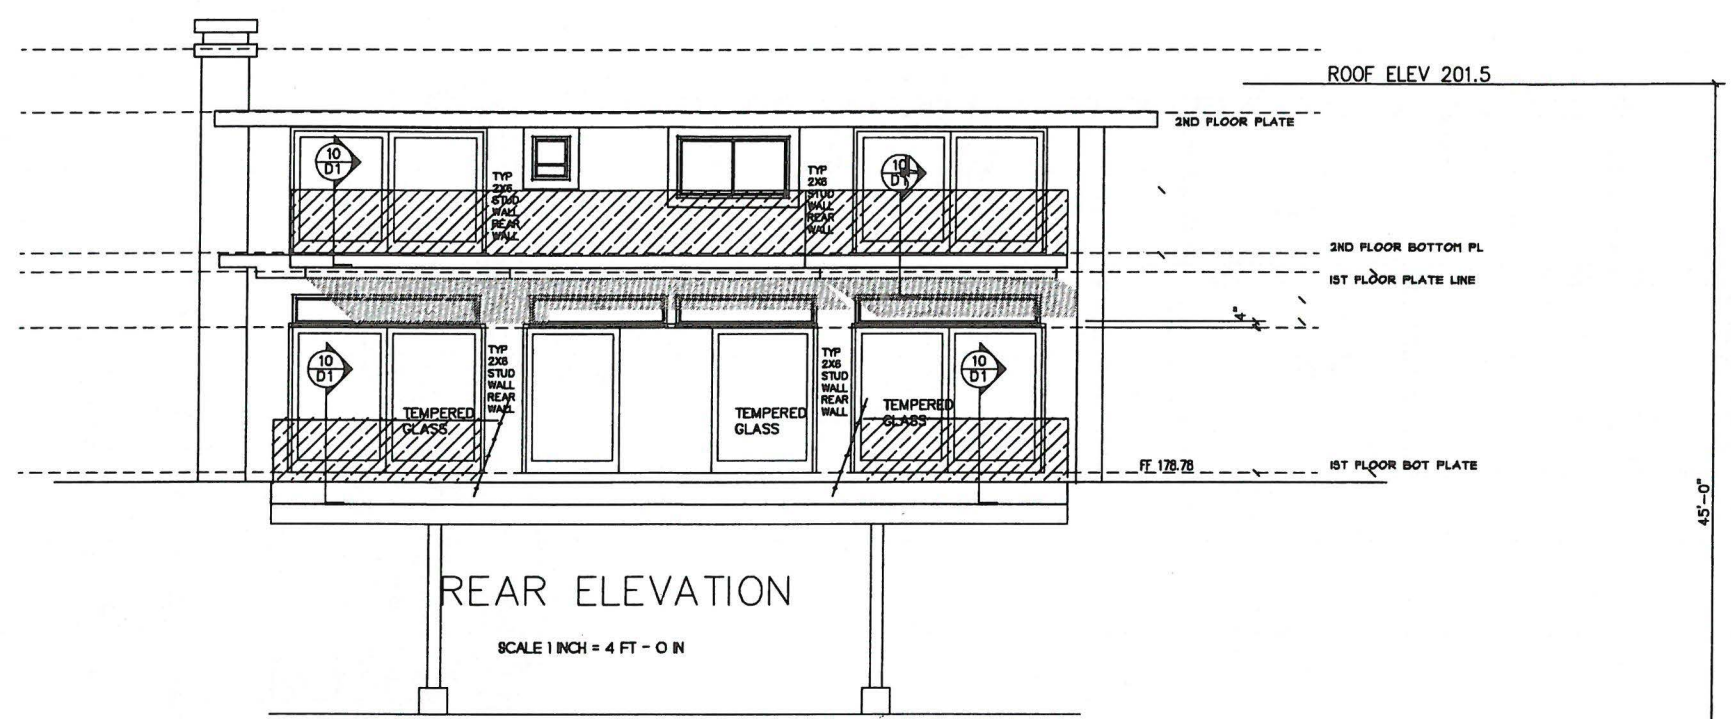 ROOF ELEV 201.5
2ND FLOOR PLATE
10
D1
10
D1
TYP
2X6
STUD
WALL
REAR
WALL
TYP
2X6
STUD
WALL
REAR
WALL
2ND FLOOR BOTTOM PL
1ST FLOOR PLATE LINE
4"
10
D1
10
D1
TYP
2X6
STUD
WALL
REAR
WALL
TYP
2X6
STUD
WALL
REAR
WALL
TEMPERED
GLASS
TEMPERED
GLASS
TEMPERED
GLASS
FF 178.78
1ST FLOOR BOT PLATE
45'-0"
REAR ELEVATION
SCALE 1 INCH = 4 FT - 0 IN